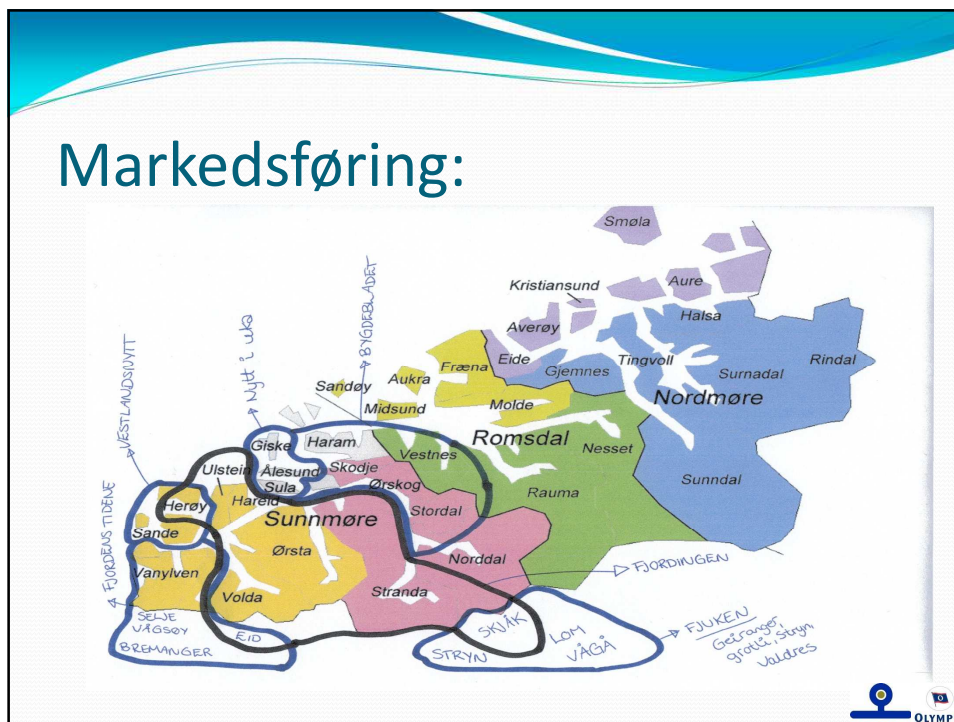 Markedsføring:
Smøla
Kristiansund
Aure
Averøy
Halsa
Eide
Tingvoll
Rindal
Gjemnes
Surnadal
Nordmøre
Sunndal
Fræna
Aukra
Sandøy
Midsund
Molde
Romsdal
Nesset
Vestnes
Rauma
Giske
Haram
Ålesund
Skodje
Sula
Ørskog
Stordal
Ulstein
Hareid
Herøy
Sunnmøre
Sande
Ørsta
Norddal
Vanylven
Volda
Stranda
VESTLANDSNYTT
Nytt i uka
BYGDEBLADET
FJORDENSTIDENE
FJORDINGEN
SELJE
VÅGSØY
EID
BREMANGER
SKJÅK
LOM
VÅGÅ
STRYN
FJUKEN
Geiranger,
grotli, stryn,
valdres
OLYMP